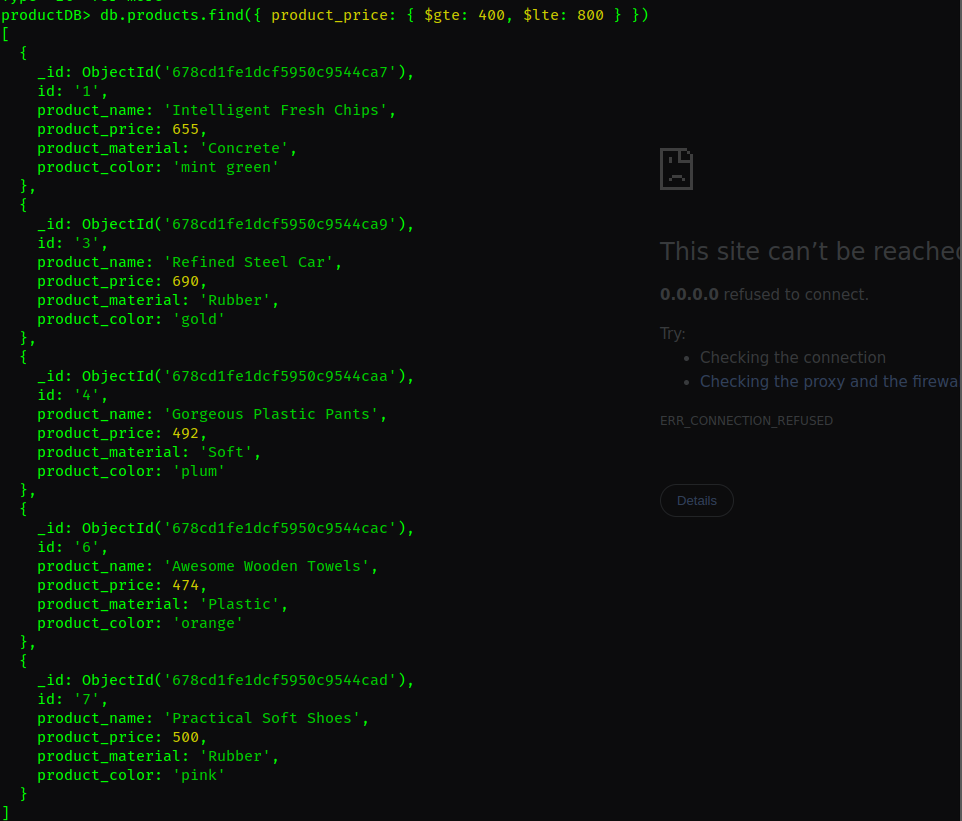 productDB> db.products.find({ product_price: { $gte: 400, $lte: 800 } })
[
  {
    _id: ObjectId('678cd1fe1dcf5950c9544ca7'),
    id: '1',
    product_name: 'Intelligent Fresh Chips',
    product_price: 655,
    product_material: 'Concrete',
    product_color: 'mint green'
  },
  {
    _id: ObjectId('678cd1fe1dcf5950c9544ca9'),
    id: '3',
    product_name: 'Refined Steel Car',
    product_price: 690,
    product_material: 'Rubber',
    product_color: 'gold'
  },
  {
    _id: ObjectId('678cd1fe1dcf5950c9544caa'),
    id: '4',
    product_name: 'Gorgeous Plastic Pants',
    product_price: 492,
    product_material: 'Soft',
    product_color: 'plum'
  },
  {
    _id: ObjectId('678cd1fe1dcf5950c9544cac'),
    id: '6',
    product_name: 'Awesome Wooden Towels',
    product_price: 474,
    product_material: 'Plastic',
    product_color: 'orange'
  },
  {
    _id: ObjectId('678cd1fe1dcf5950c9544cad'),
    id: '7',
    product_name: 'Practical Soft Shoes',
    product_price: 500,
    product_material: 'Rubber',
    product_color: 'pink'
  }
]
This site can’t be reached
0.0.0.0 refused to connect.
Try:
• Checking the connection
• Checking the proxy and the firewa
ERR_CONNECTION_REFUSED
Details